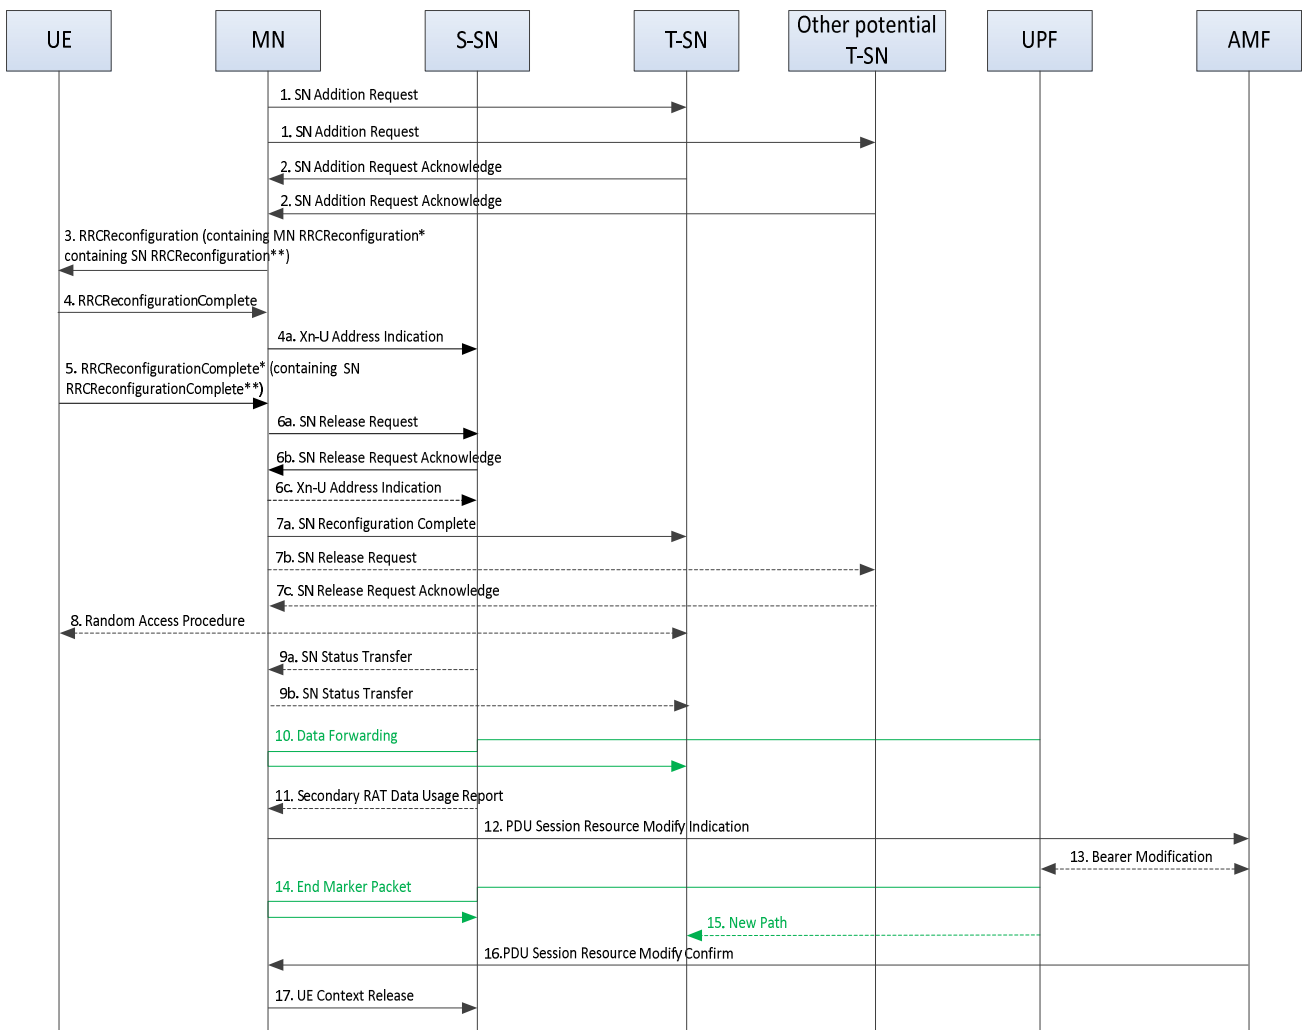 UE
MN
S-SN
T-SN
Other potential
T-SN
UPF
AMF
1. SN Addition Request
1. SN Addition Request
2. SN Addition Request Acknowledge
2. SN Addition Request Acknowledge
3. RRCReconfiguration (containing MN RRCReconfiguration*
containing SN RRCReconfiguration**)
4. RRCReconfigurationComplete
4a. Xn-U Address Indication
5. RRCReconfigurationComplete* (containing SN
RRCReconfigurationComplete**)
6a. SN Release Request
6b. SN Release Request Acknowledge
6c. Xn-U Address Indication
7a. SN Reconfiguration Complete
7b. SN Release Request
7c. SN Release Request Acknowledge
8. Random Access Procedure
9a. SN Status Transfer
9b. SN Status Transfer
10. Data Forwarding
11. Secondary RAT Data Usage Report
12. PDU Session Resource Modify Indication
13. Bearer Modification
14. End Marker Packet
15. New Path
16.PDU Session Resource Modify Confirm
17. UE Context Release